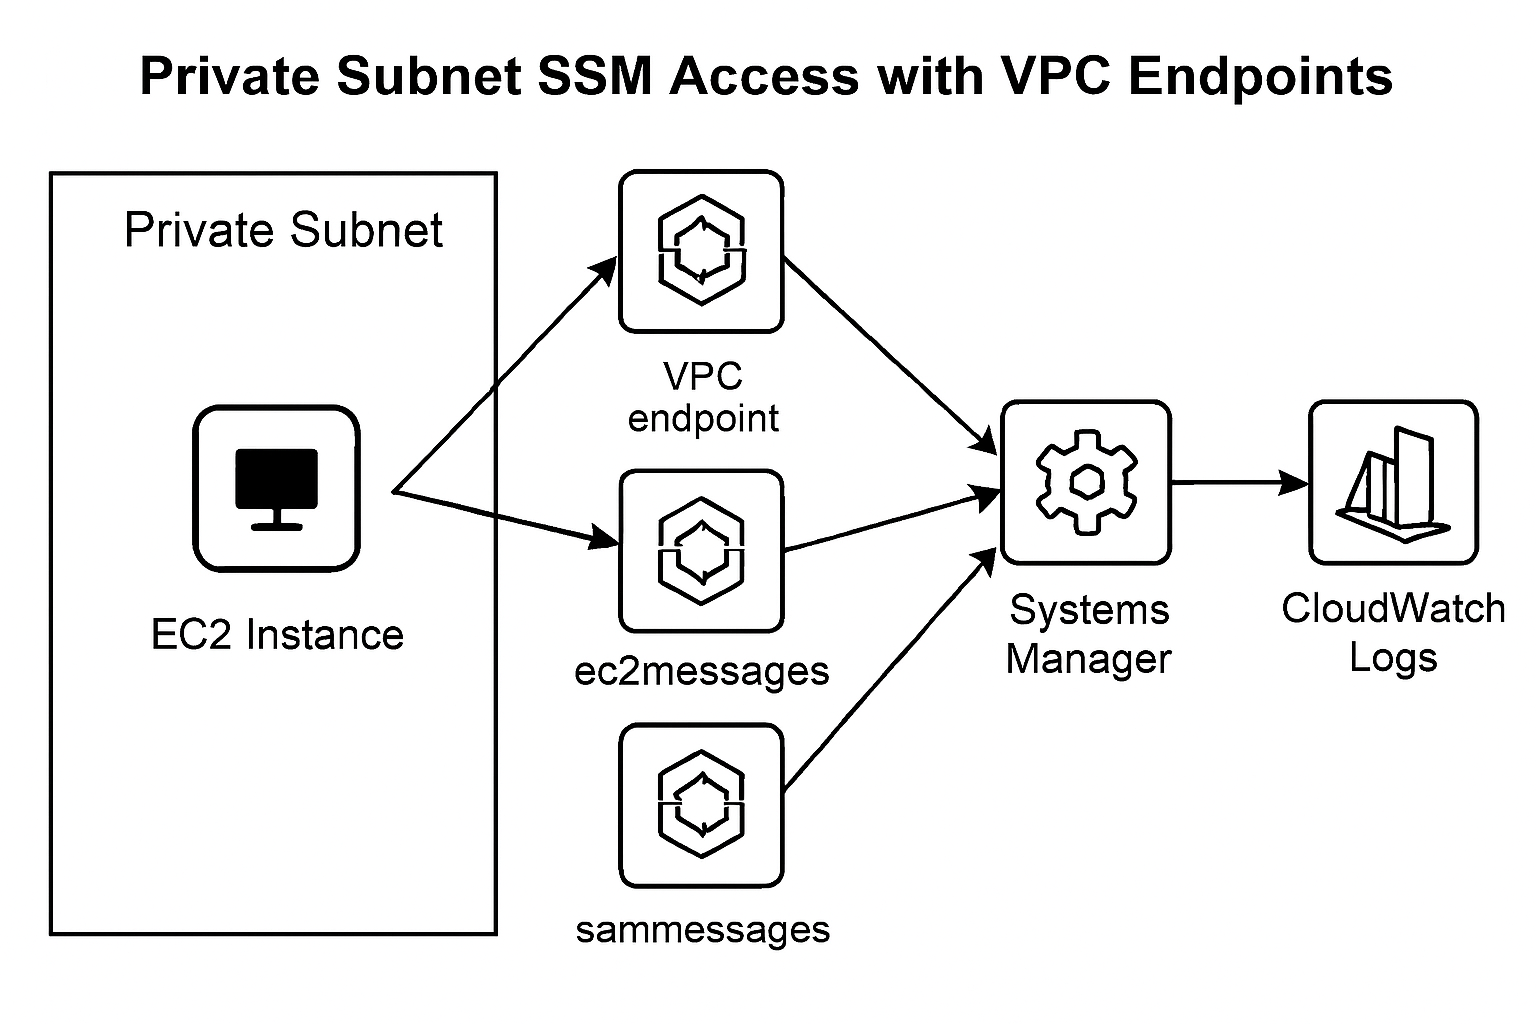 Private Subnet SSM Access with VPC Endpoints
Private Subnet
EC2 Instance
VPC
endpoint
ec2messages
sammessages
Systems
Manager
CloudWatch
Logs